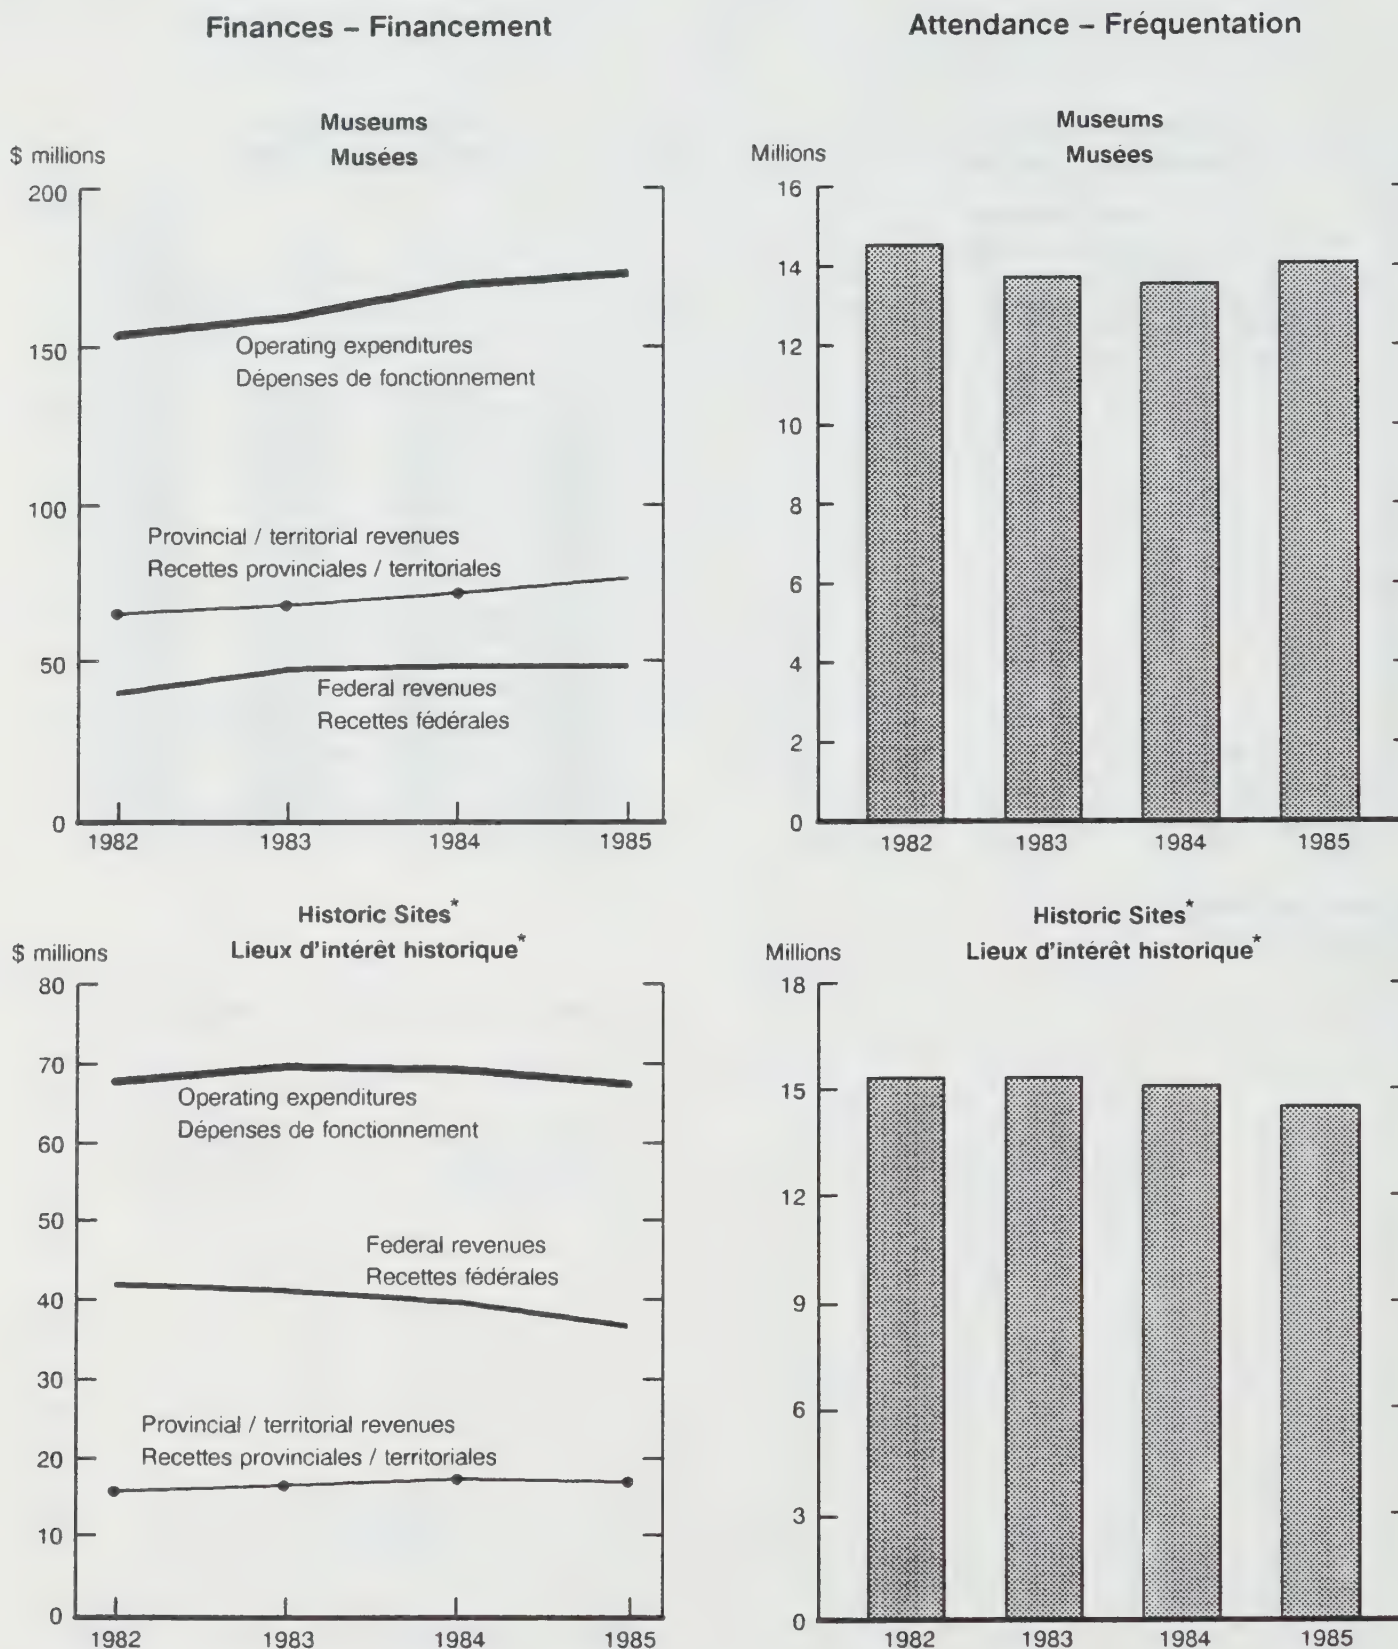 Finances – Financement
Attendance – Fréquentation
Museums
Musées
$ millions
200
150
100
50
0
Operating expenditures
Dépenses de fonctionnement
Provincial / territorial revenues
Recettes provinciales / territoriales
Federal revenues
Recettes fédérales
1982 1983 1984 1985
Museums
Musées
Millions
16
14
12
10
8
6
4
2
0
1982 1983 1984 1985
Historic Sites*
Lieux d'intérêt historique*
$ millions
80
70
60
50
40
30
20
10
0
Operating expenditures
Dépenses de fonctionnement
Federal revenues
Recettes fédérales
Provincial / territorial revenues
Recettes provinciales / territoriales
1982 1983 1984 1985
Historic Sites*
Lieux d'intérêt historique*
Millions
18
15
12
9
6
3
0
1982 1983 1984 1985